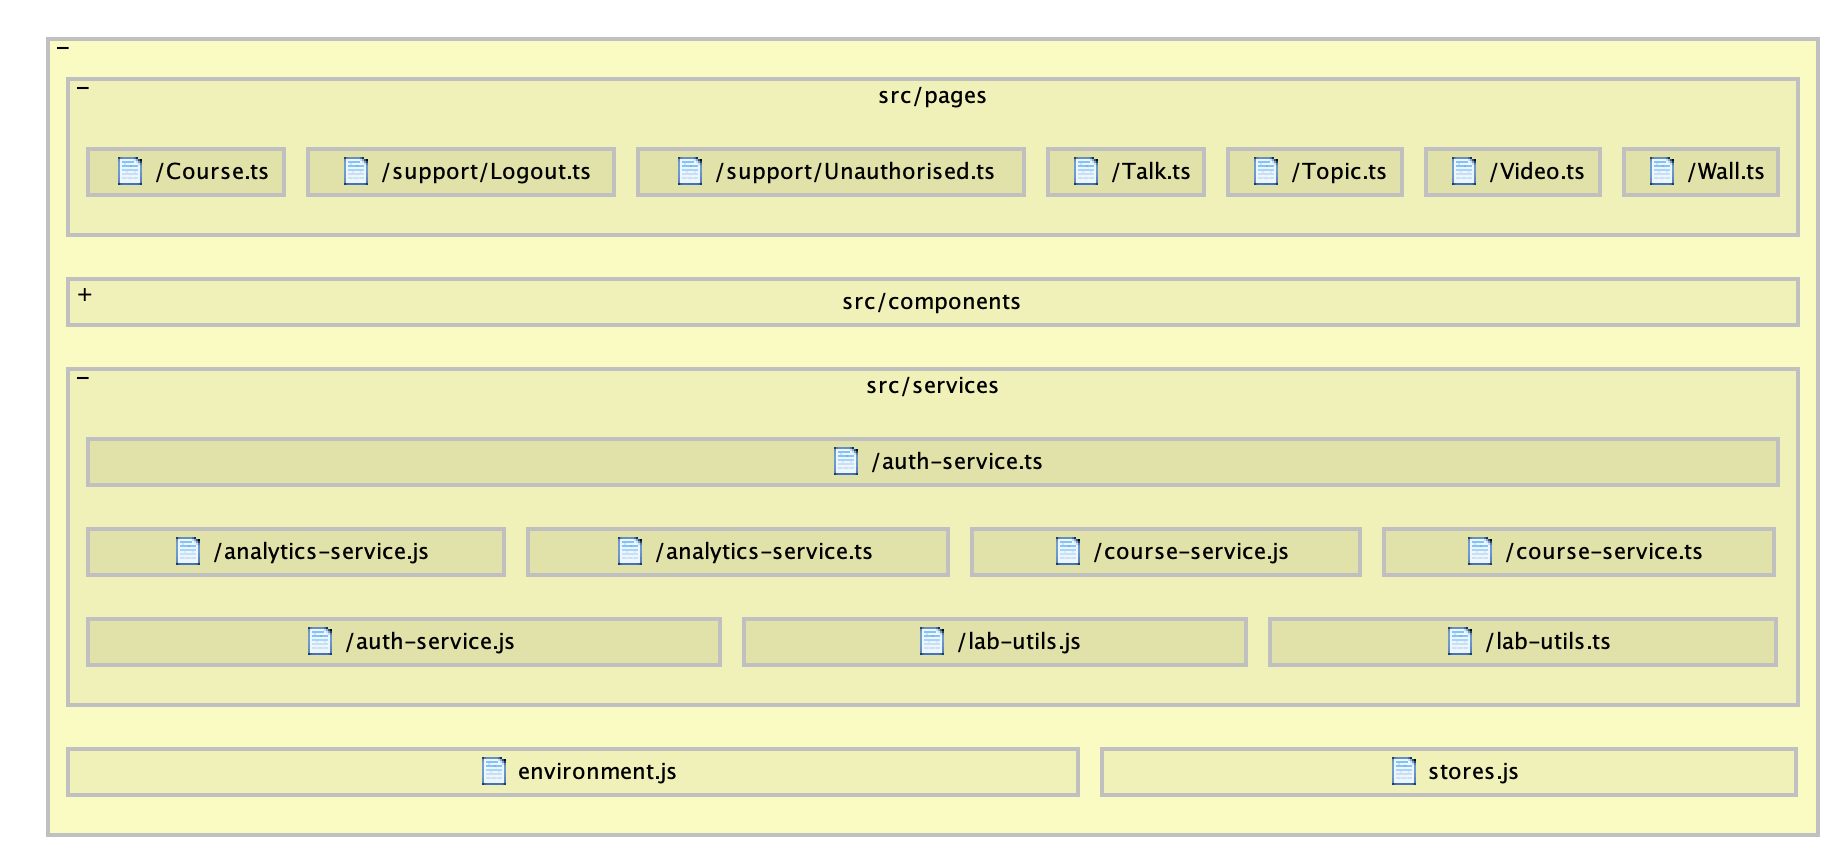 src/pages
/Course.ts /support/Logout.ts /support/Unauthorised.ts /Talk.ts /Topic.ts /Video.ts /Wall.ts
+
src/components
src/services
/auth-service.ts
/analytics-service.js /analytics-service.ts /course-service.js /course-service.ts
/auth-service.js /lab-utils.js /lab-utils.ts
environment.js stores.js